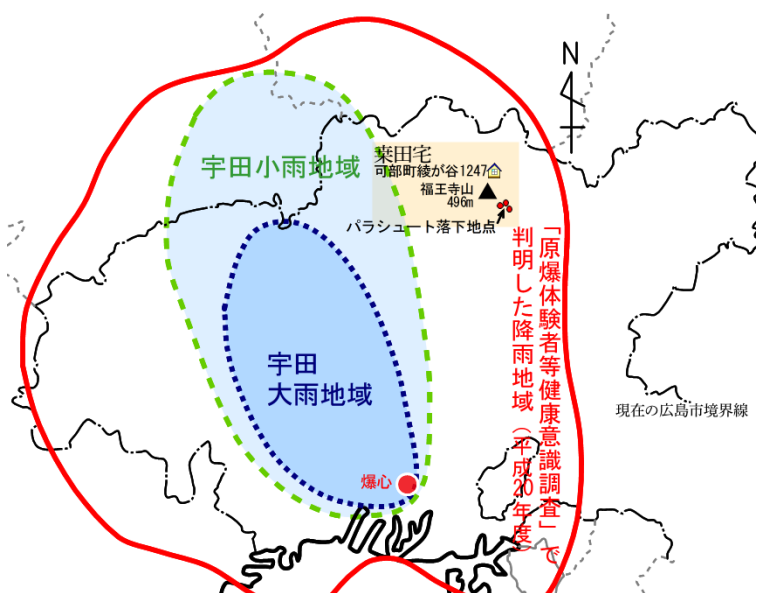 N
宇田小雨地域
葉田宅
可部町綾が谷1247
福王寺山
496m
パラシュート落下地点
「原爆体験者等健康意識調査」で
判明した降雨地域（平成20年度）
宇田
大雨地域
現在の広島市境界線
爆心